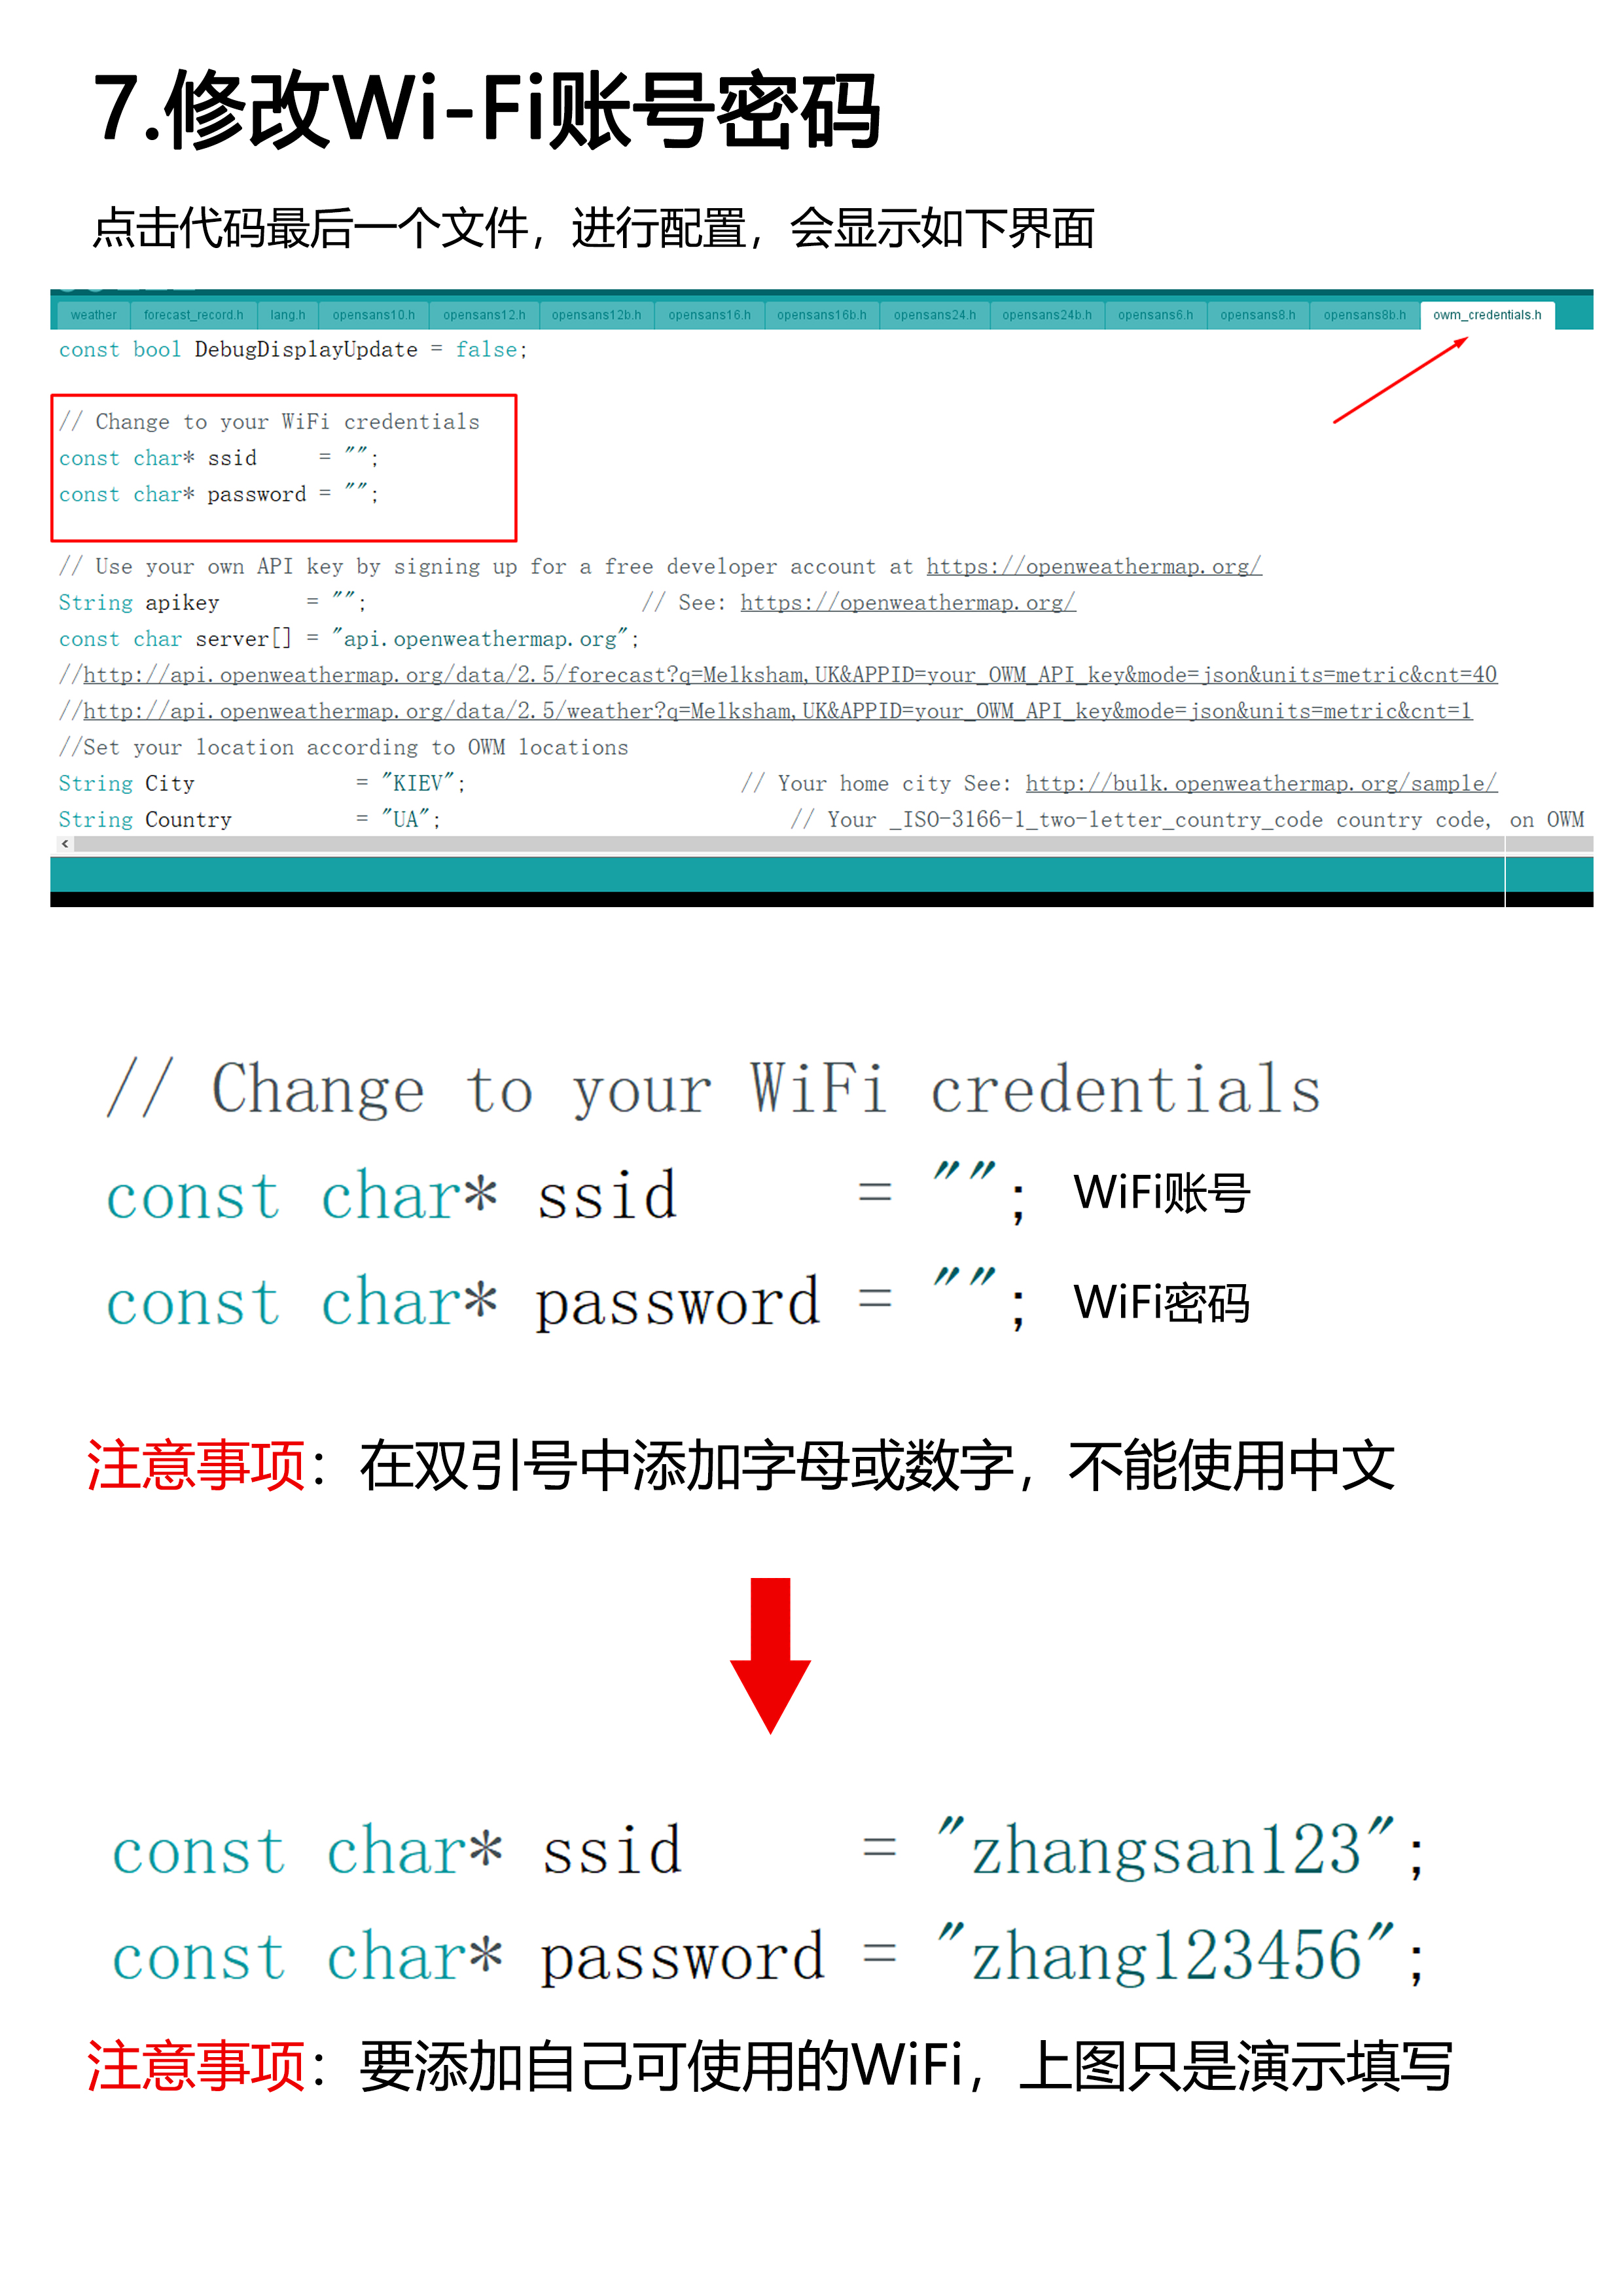 7.修改Wi-Fi账号密码
点击代码最后一个文件，进行配置，会显示如下界面
weather forecast_record.h lang.h opensans10.h opensans12.h opensans12b.h opensans16.h opensans16b.h opensans24.h opensans24b.h opensans6.h opensans8.h opensans8b.h owm_credentials.h
const bool DebugDisplayUpdate = false;
// Change to your WiFi credentials
const char* ssid     = "";
const char* password = "";
// Use your own API key by signing up for a free developer account at https://openweathermap.org/
String apikey       = "";                      // See: https://openweathermap.org/
const char server[] = "api.openweathermap.org";
//http://api.openweathermap.org/data/2.5/forecast?q=Melksham,UK&APPID=your_OWM_API_key&mode=json&units=metric&cnt=40
//http://api.openweathermap.org/data/2.5/weather?q=Melksham,UK&APPID=your_OWM_API_key&mode=json&units=metric&cnt=1
//Set your location according to OWM locations
String City             = "KIEV";                      // Your home city See: http://bulk.openweathermap.org/sample/
String Country          = "UA";                            // Your _ISO-3166-1_two-letter_country_code country code, on OWM
// Change to your WiFi credentials
const char* ssid     = ""; WiFi账号
const char* password = ""; WiFi密码
注意事项：在双引号中添加字母或数字，不能使用中文
const char* ssid     = "zhangsan123";
const char* password = "zhang123456";
注意事项：要添加自己可使用的WiFi，上图只是演示填写